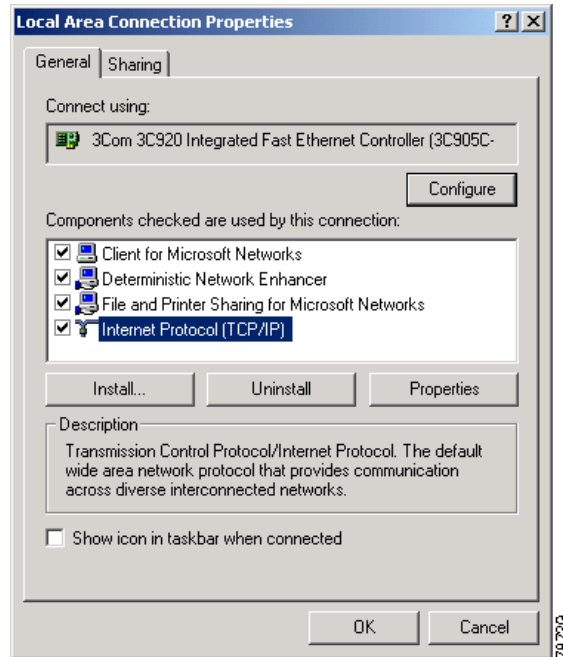 Local Area Connection Properties
General
Sharing
Connect using:
3Com 3C920 Integrated Fast Ethernet Controller (3C905C-
Configure
Components checked are used by this connection:
Client for Microsoft Networks
Deterministic Network Enhancer
File and Printer Sharing for Microsoft Networks
Internet Protocol (TCP/IP)
Install...
Uninstall
Properties
Description
Transmission Control Protocol/Internet Protocol. The default
wide area network protocol that provides communication
across diverse interconnected networks.
Show icon in taskbar when connected
OK
Cancel